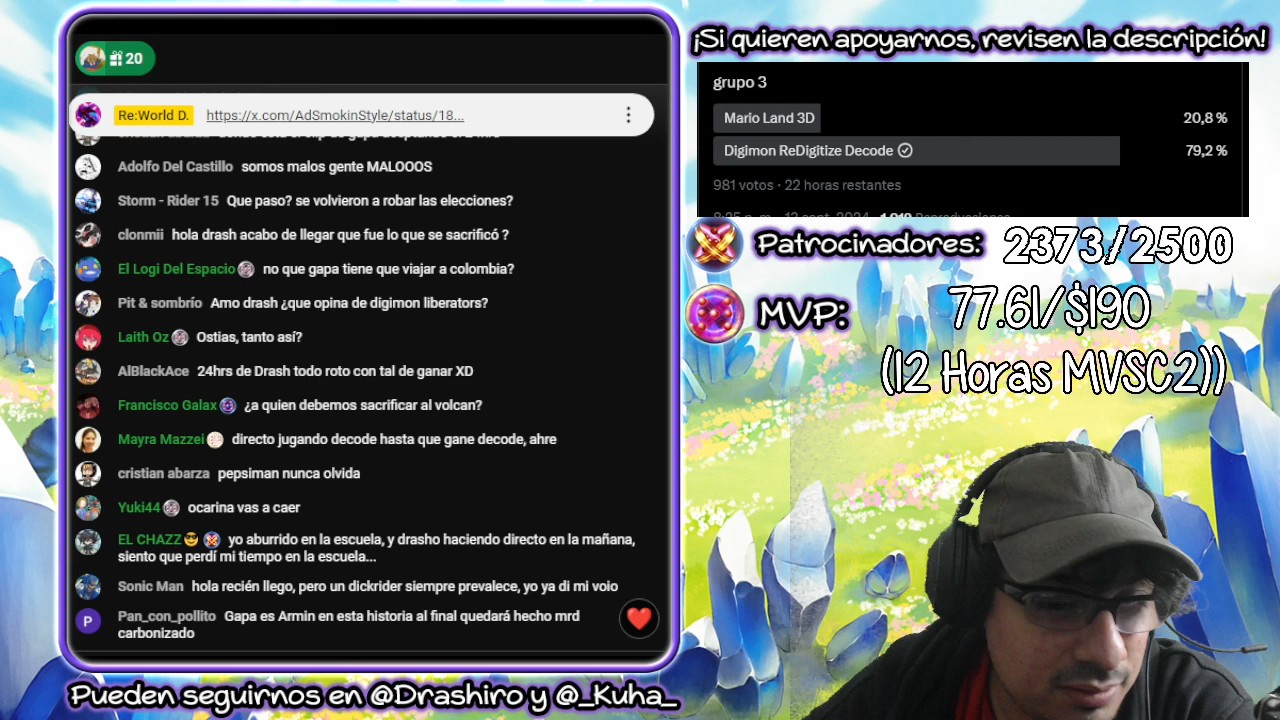 ¡Si quieren apoyarnos, revisen la descripción!
20
Re:World D. https://x.com/AdSmokinStyle/status/18...
Adolfo Del Castillo somos malos gente MALOOOS
Storm - Rider 15 Que paso? se volvieron a robar las elecciones?
clonmii hola drash acabo de llegar que fue lo que se sacrificó ?
El Logi Del Espacio no que gapa tiene que viajar a colombia?
Pit & sombrío Amo drash ¿que opina de digimon liberators?
Laith Oz Ostias, tanto así?
AlBlackAce 24hrs de Drash todo roto con tal de ganar XD
Francisco Galax ¿a quien debemos sacrificar al volcan?
Mayra Mazzei directo jugando decode hasta que gane decode, ahre
cristian abarza pepsiman nunca olvida
Yuki44 ocarina vas a caer
EL CHAZZ😎 yo aburrido en la escuela, y drasho haciendo directo en la mañana,
siento que perdí mi tiempo en la escuela...
Sonic Man hola recién llego, pero un dickrider siempre prevalece, yo ya di mi voio
P Pan_con_pollito Gapa es Armin en esta historia al final quedará hecho mrd
carbonizado
grupo 3
Mario Land 3D 20,8 %
Digimon ReDigitize Decode 79,2 %
981 votos · 22 horas restantes
Patrocinadores: 2373/2500
MVP: 77.61/$190
(12 Horas MVSC2))
Pueden seguirnos en @Drashiro y @_Kuha_